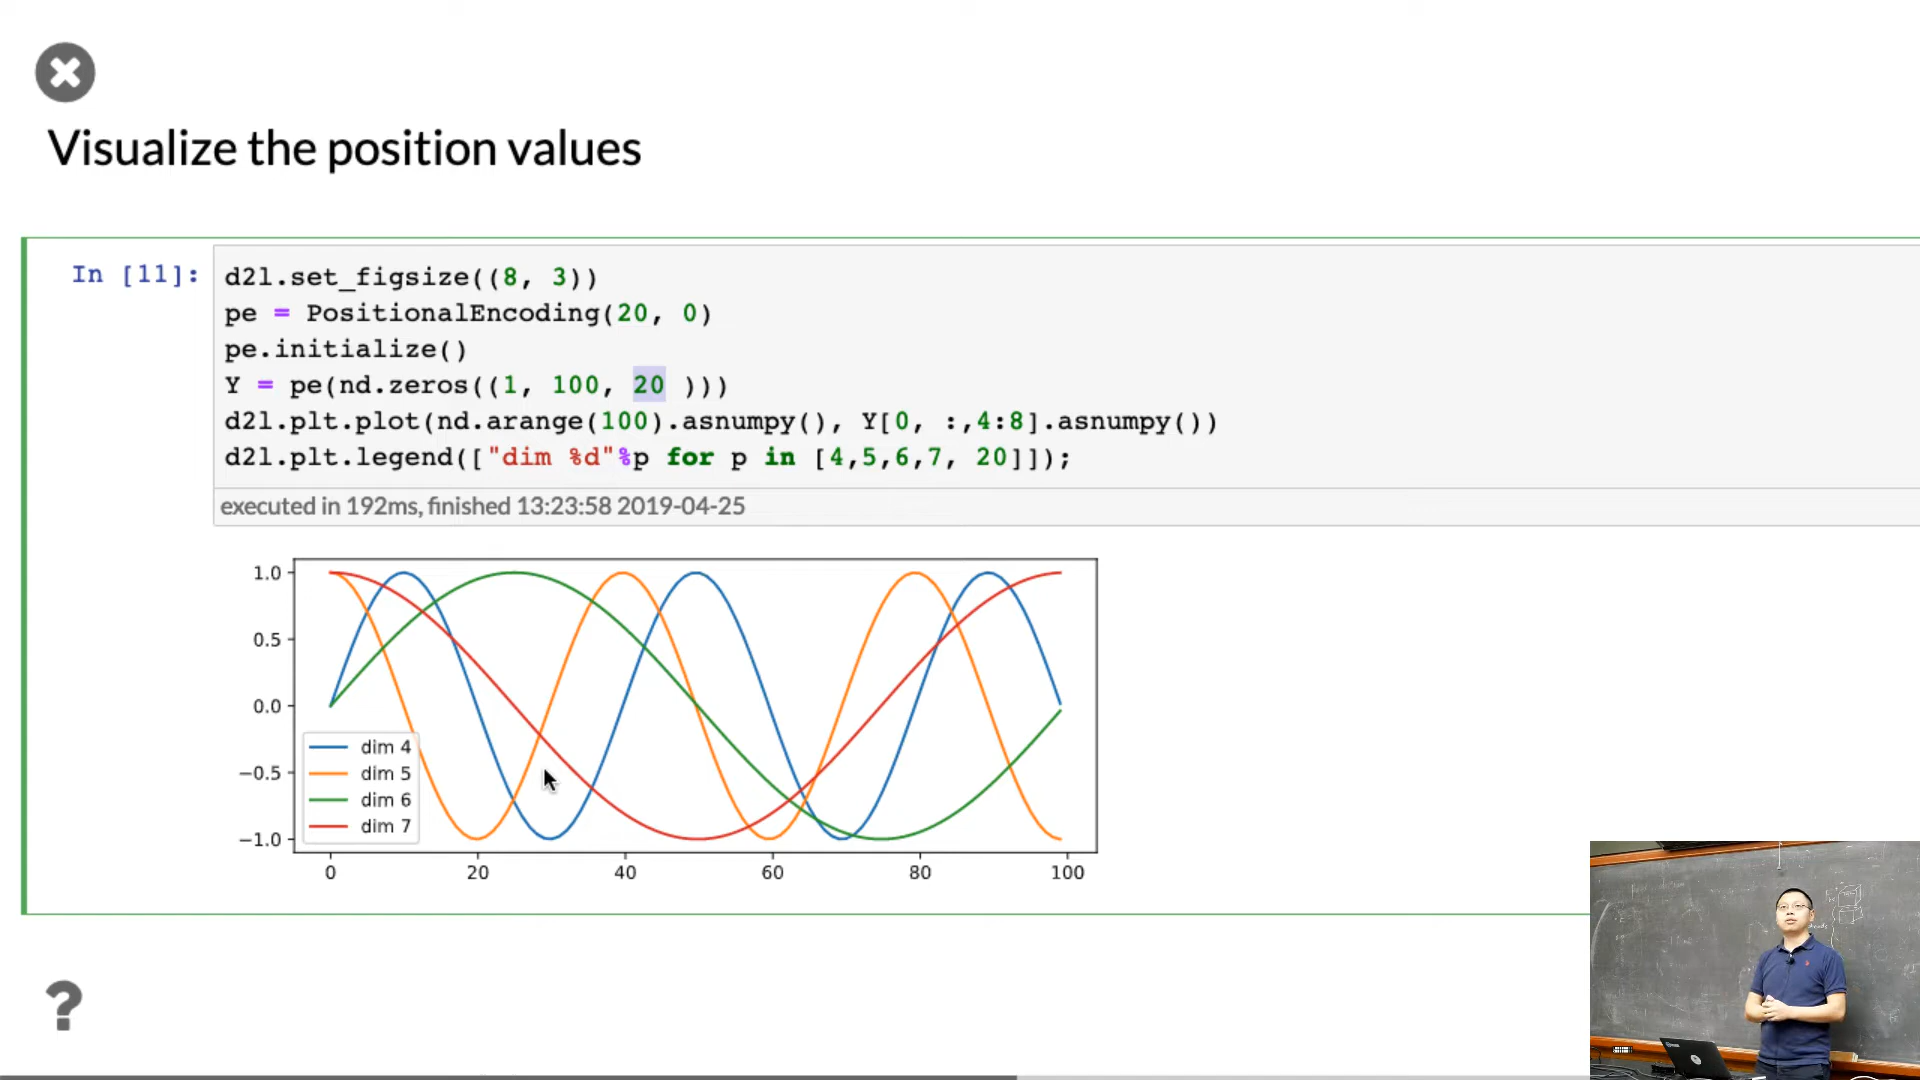 Visualize the position values
In [11]:
d2l.set_figsize((8, 3))
pe = PositionalEncoding(20, 0)
pe.initialize()
Y = pe(nd.zeros((1, 100, 20 )))
d2l.plt.plot(nd.arange(100).asnumpy(), Y[0, :,4:8].asnumpy())
d2l.plt.legend(["dim %d"%p for p in [4,5,6,7, 20]]);
executed in 192ms, finished 13:23:58 2019-04-25
1.0
0.5
0.0
−0.5
−1.0
dim 4
dim 5
dim 6
dim 7
0 20 40 60 80 100
?